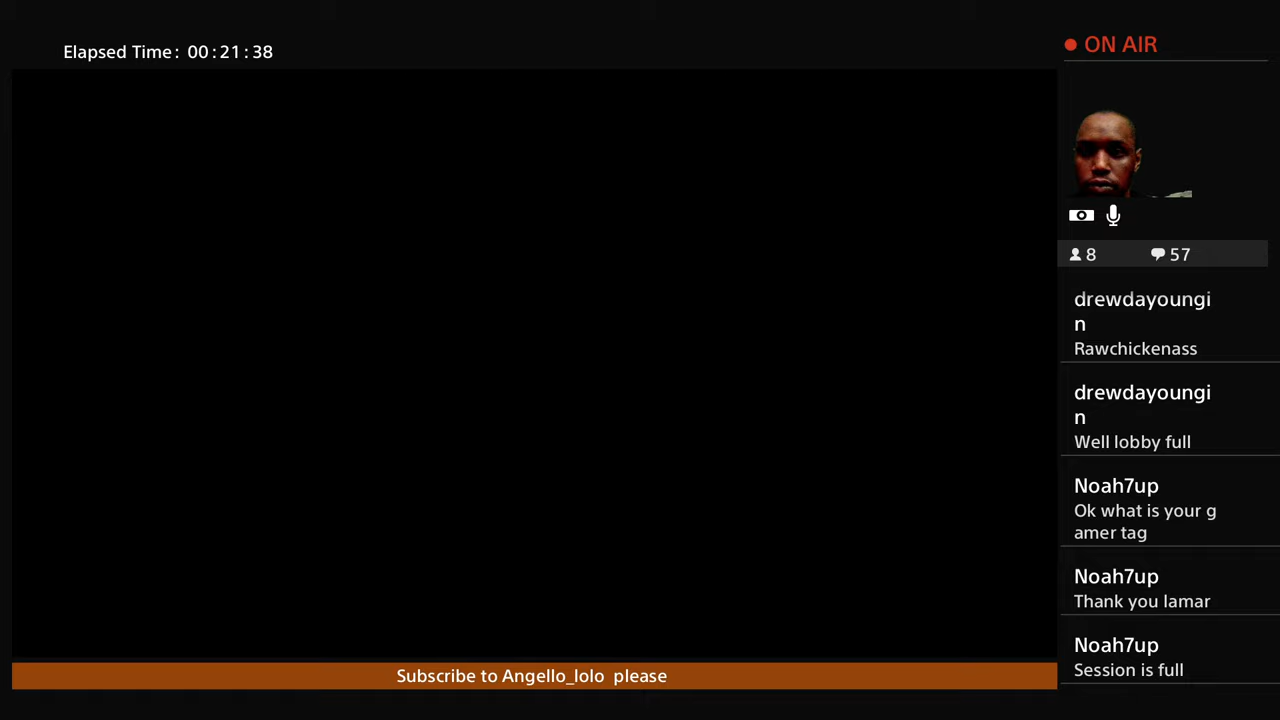 Elapsed Time: 00:21:38
ON AIR
8 57
drewdayoungi
n
Rawchickenass
drewdayoungi
n
Well lobby full
Noah7up
Ok what is your g
amer tag
Noah7up
Thank you lamar
Noah7up
Session is full
Subscribe to Angello_lolo please